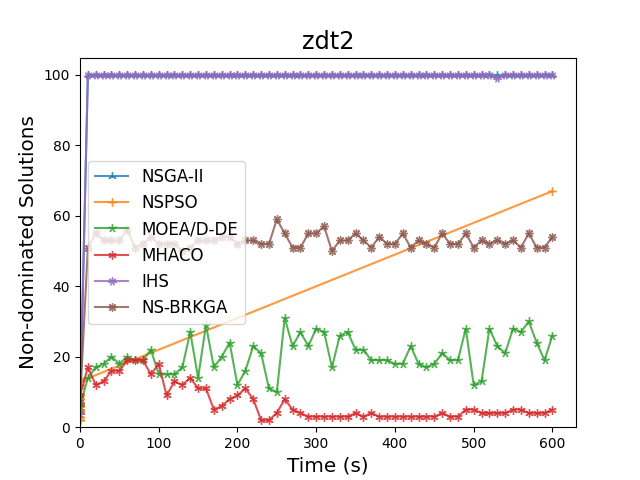 zdt2
Non-dominated Solutions
100
80
60
40
20
0
NSGA-II
NSPSO
MOEA/D-DE
MHACO
IHS
NS-BRKGA
0 100 200 300 400 500 600
Time (s)